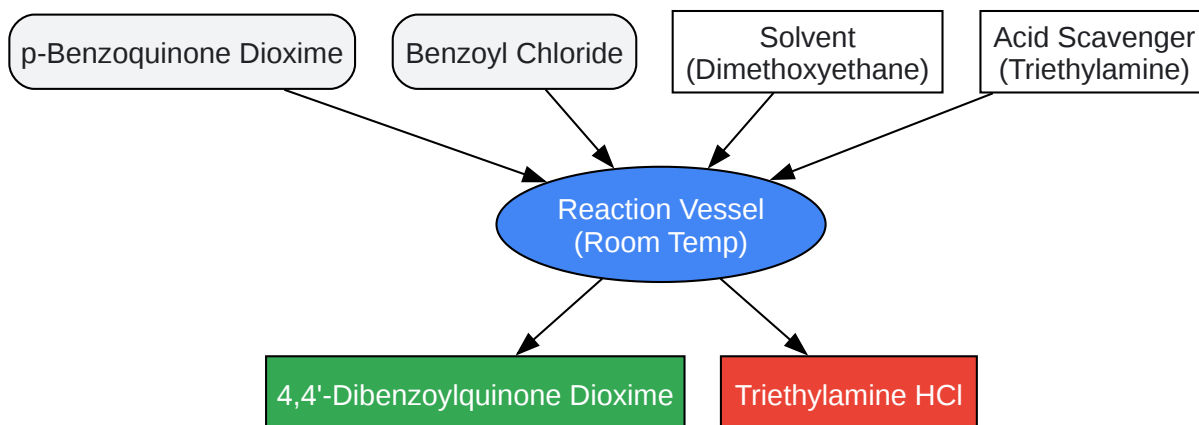 p-Benzoquinone Dioxime
Benzoyl Chloride
Solvent
(Dimethoxyethane)
Acid Scavenger
(Triethylamine)
Reaction Vessel
(Room Temp)
4,4'-Dibenzoylquinone Dioxime
Triethylamine HCl